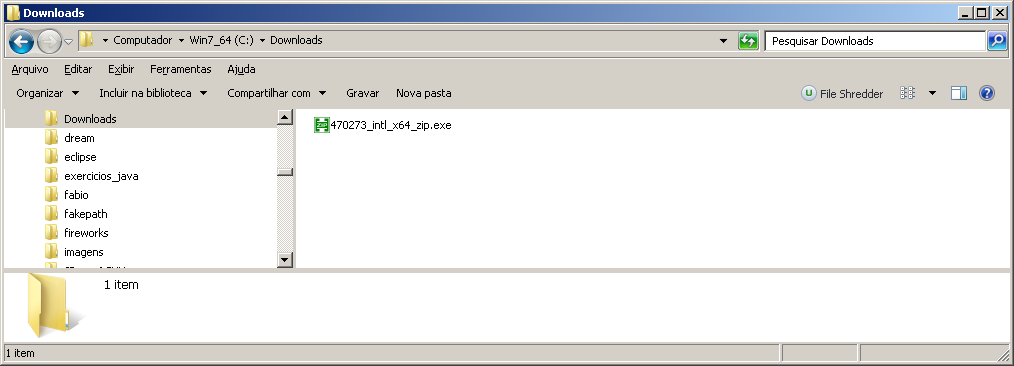 Downloads
Computador Win7_64 (C:) Downloads Pesquisar Downloads
Arquivo Editar Exibir Ferramentas Ajuda
Organizar Incluir na biblioteca Compartilhar com Gravar Nova pasta File Shredder
Downloads
dream
eclipse
exercicios_java
fabio
fakepath
fireworks
imagens
470273_intl_x64_zip.exe
1 item
1 item